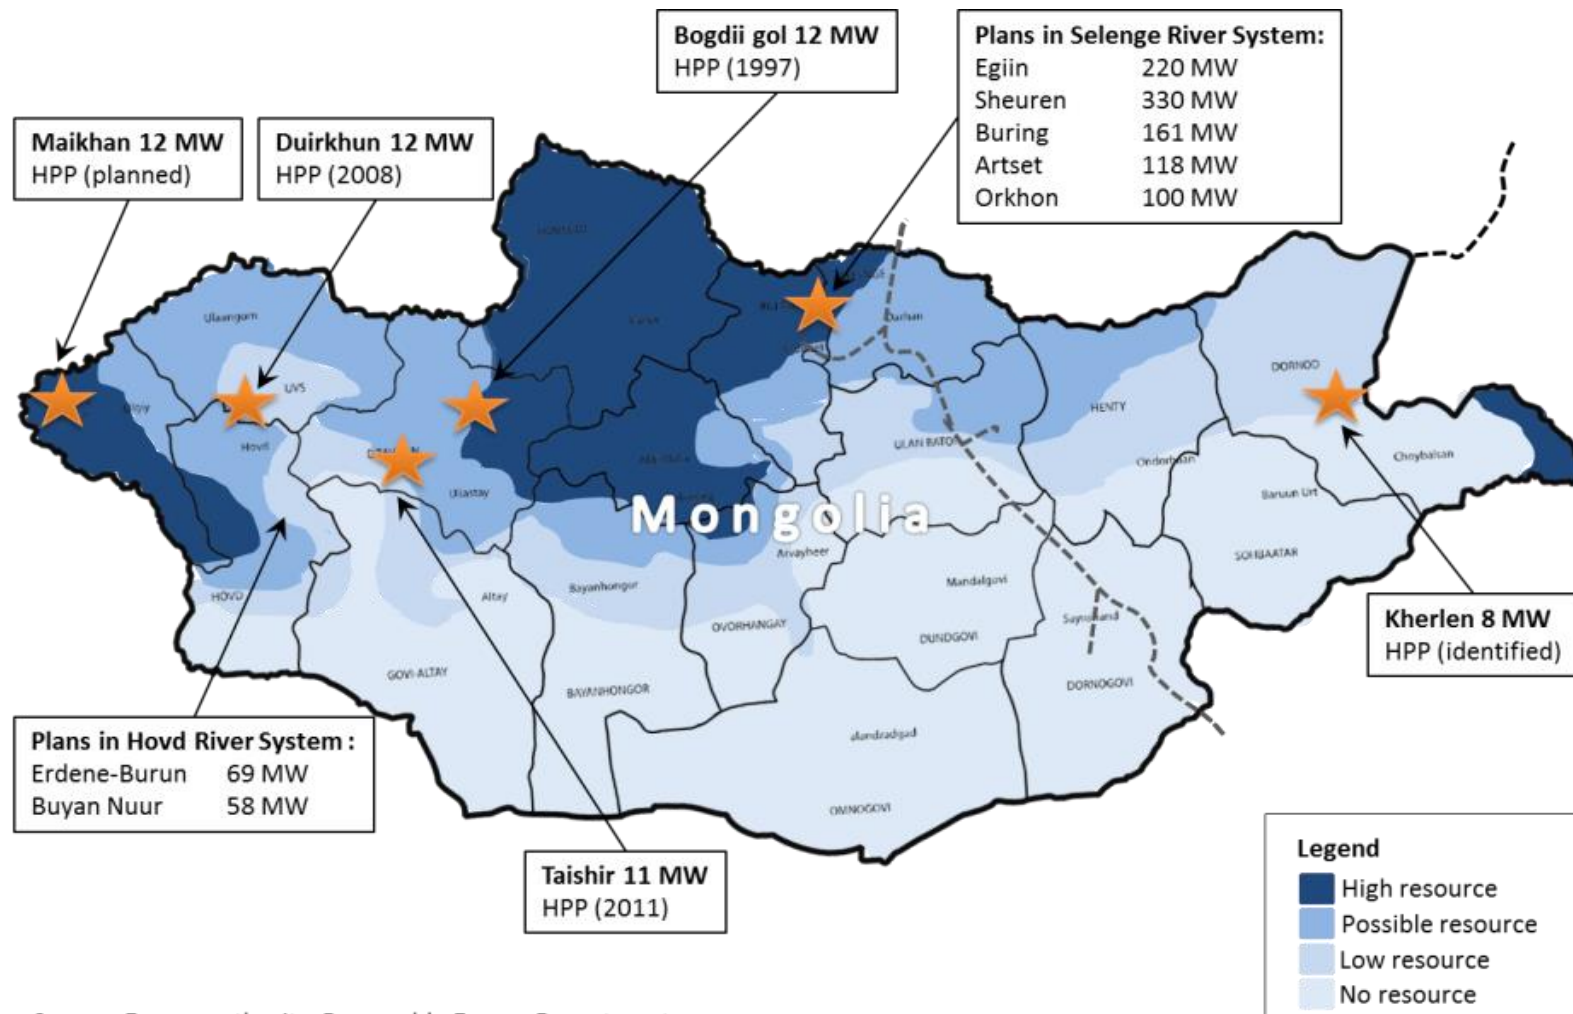 Bogdii gol 12 MW
HPP (1997)
Plans in Selenge River System:
Egiin 220 MW
Sheuren 330 MW
Buring 161 MW
Artset 118 MW
Orkhon 100 MW
Maikhan 12 MW
HPP (planned)
Duirkhun 12 MW
HPP (2008)
Ulaangom
Darhan
UVS
DORNOD
HENTY
Hovd
ULAN BATOR
Choybalsan
Uliastay
Baruun Urt
Mongolia
Arvayheer
SOHBAATAR
Mandalgovi
Bayanhongor
Altay
HOVD
OVORHANGAY
DUNDGOVI
Kherlen 8 MW
HPP (identified)
GOVI-ALTAY
BAYANHONGOR
DORNOGOVI
OMNOGOVI
Plans in Hovd River System :
Erdene-Burun 69 MW
Buyan Nuur 58 MW
Taishir 11 MW
HPP (2011)
Legend
High resource
Possible resource
Low resource
No resource